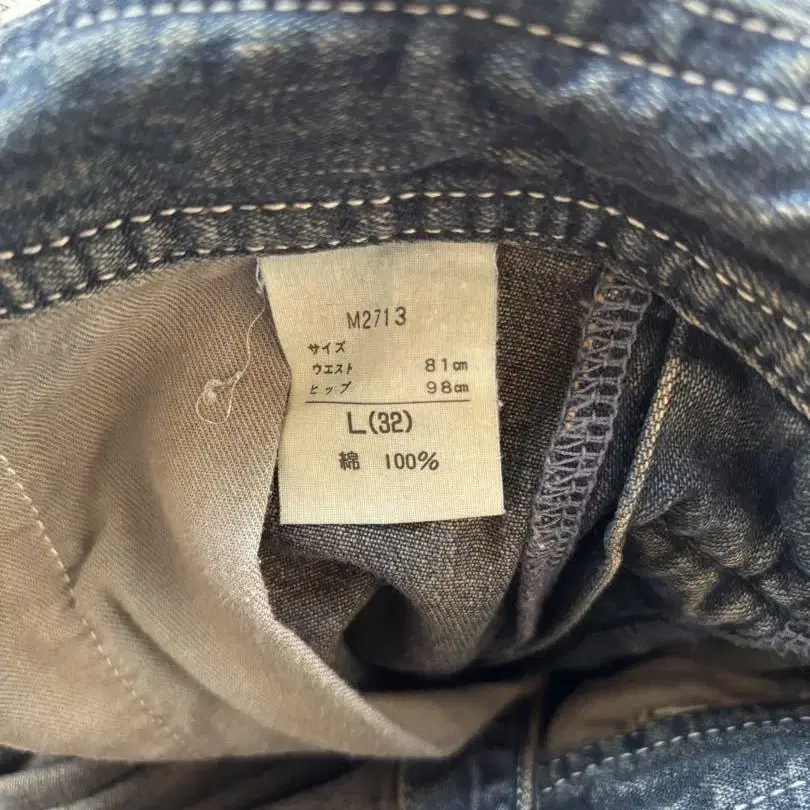 M2713
サイズ
ウエスト 81cm
ヒップ 98cm
L(32)
綿 100%